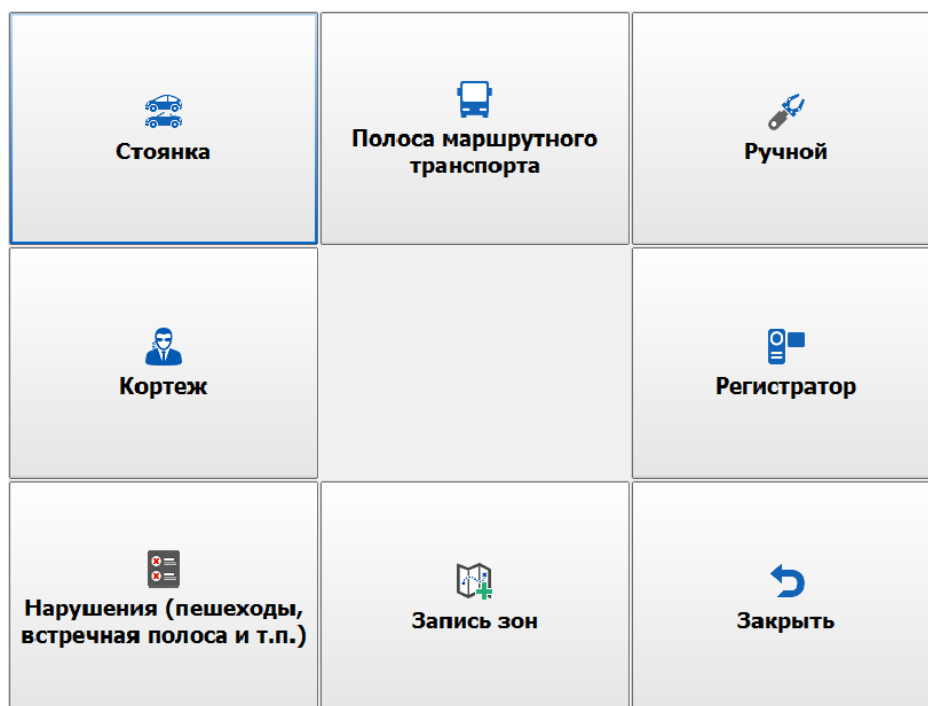 Стоянка
Полоса маршрутного
транспорта
Ручной
Кортеж
Регистратор
Нарушения (пешеходы,
встречная полоса и т.п.)
Запись зон
Закрыть